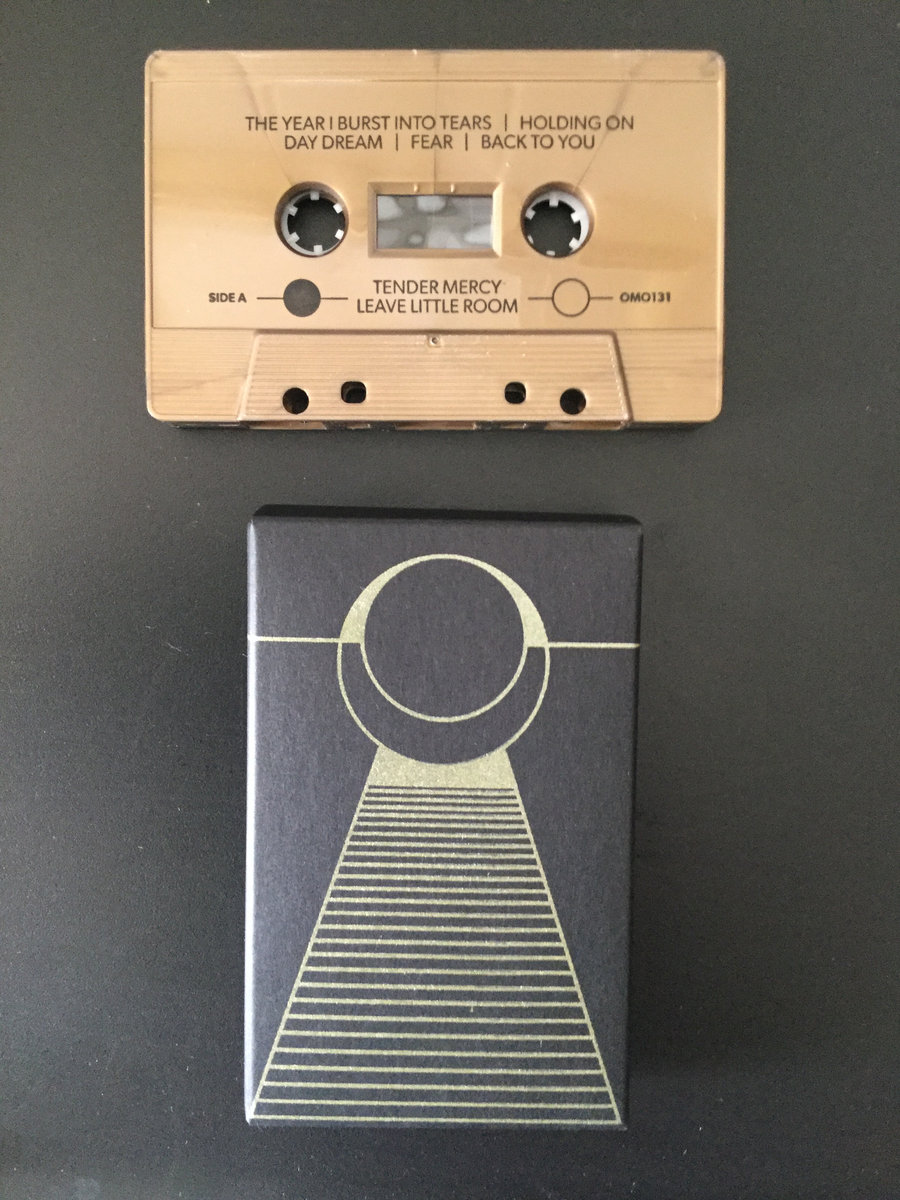 THE YEAR I BURST INTO TEARS | HOLDING ON
DAY DREAM | FEAR | BACK TO YOU
SIDE A
TENDER MERCY
LEAVE LITTLE ROOM
OMO131